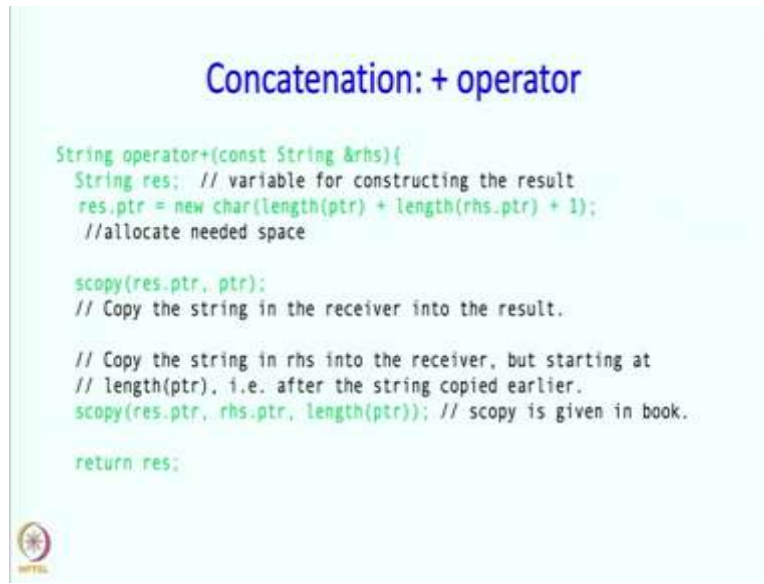 Concatenation: + operator
String operator+(const String &rhs){
String res; // variable for constructing the result
res.ptr = new char(length(ptr) + length(rhs.ptr) + 1);
//allocate needed space
scopy(res.ptr, ptr);
// Copy the string in the receiver into the result.
// Copy the string in rhs into the receiver, but starting at
// length(ptr), i.e. after the string copied earlier.
scopy(res.ptr, rhs.ptr, length(ptr)); // scopy is given in book.
return res;
NPTEL